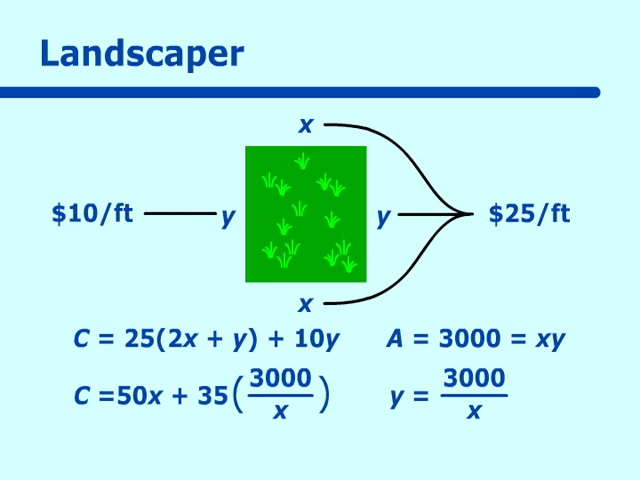 Landscaper
x
$10/ft y y $25/ft
x
C = 25(2x + y) + 10y A = 3000 = xy
C =50x + 35(3000/x) y = 3000/x